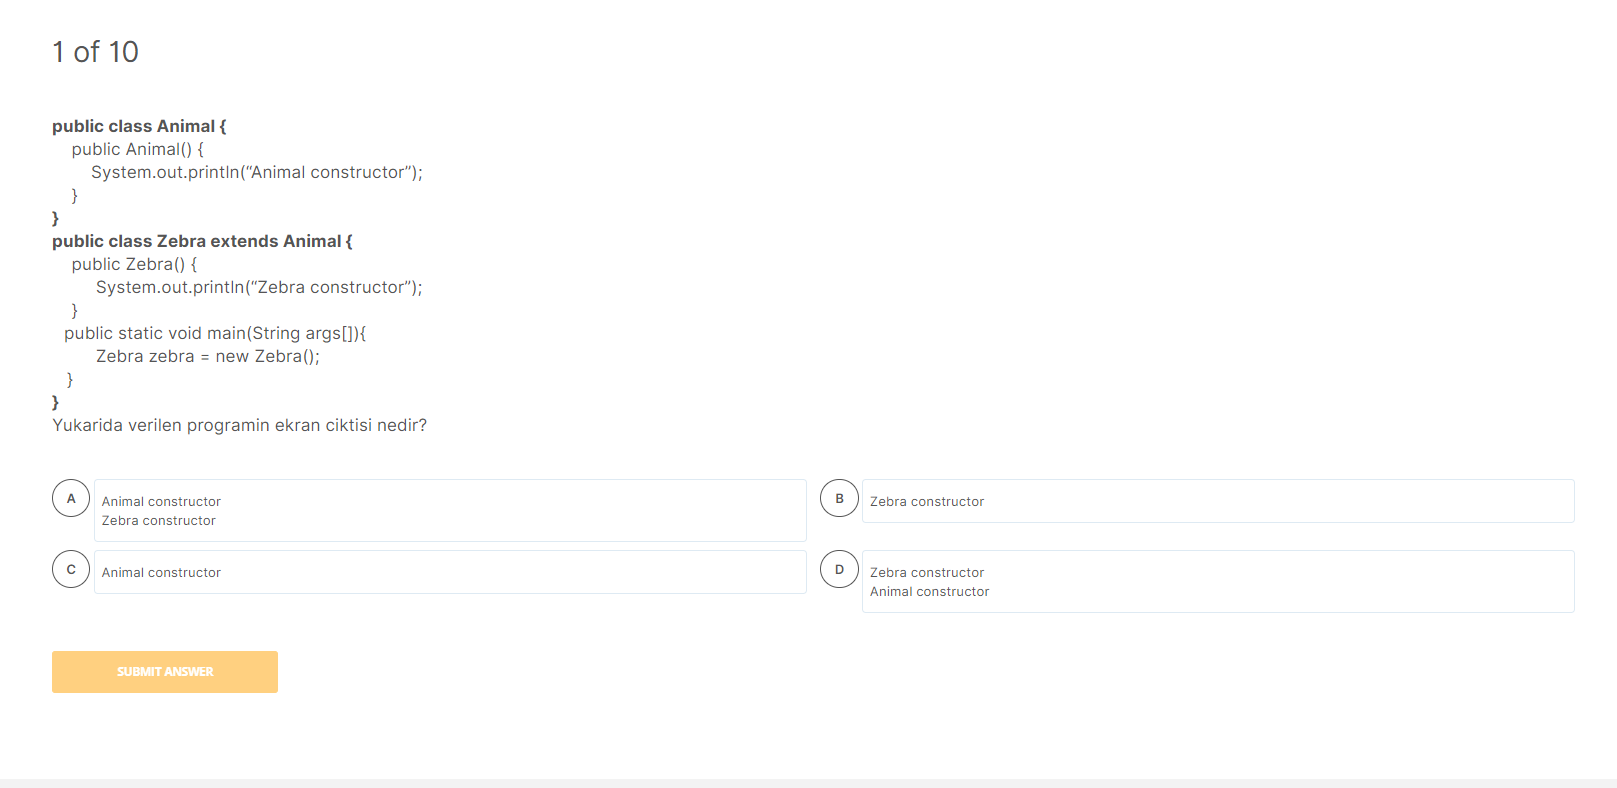 1 of 10
public class Animal {
public Animal() {
System.out.println(“Animal constructor”);
}
}
public class Zebra extends Animal {
public Zebra() {
System.out.println(“Zebra constructor”);
}
public static void main(String args[]){
Zebra zebra = new Zebra();
}
}
Yukarida verilen programin ekran ciktisi nedir?
A
Animal constructor
Zebra constructor
B
Zebra constructor
C
Animal constructor
D
Zebra constructor
Animal constructor
SUBMIT ANSWER